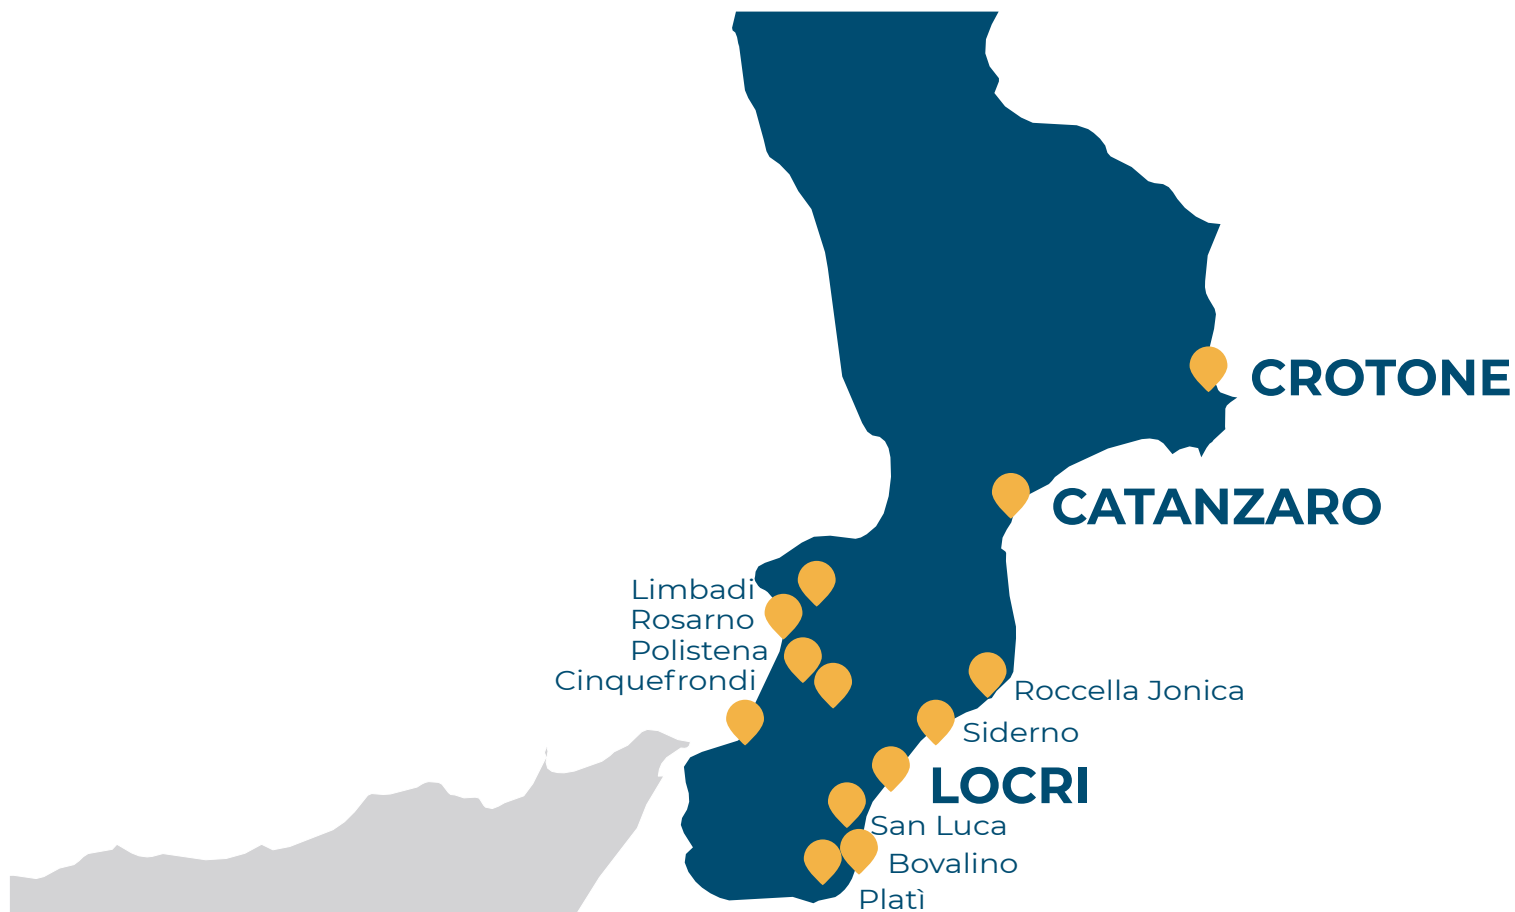 CROTONE
CATANZARO
Limbadi
Rosarno
Polistena
Cinquefrondi
Roccella Jonica
Siderno
LOCRI
San Luca
Bovalino
Platì